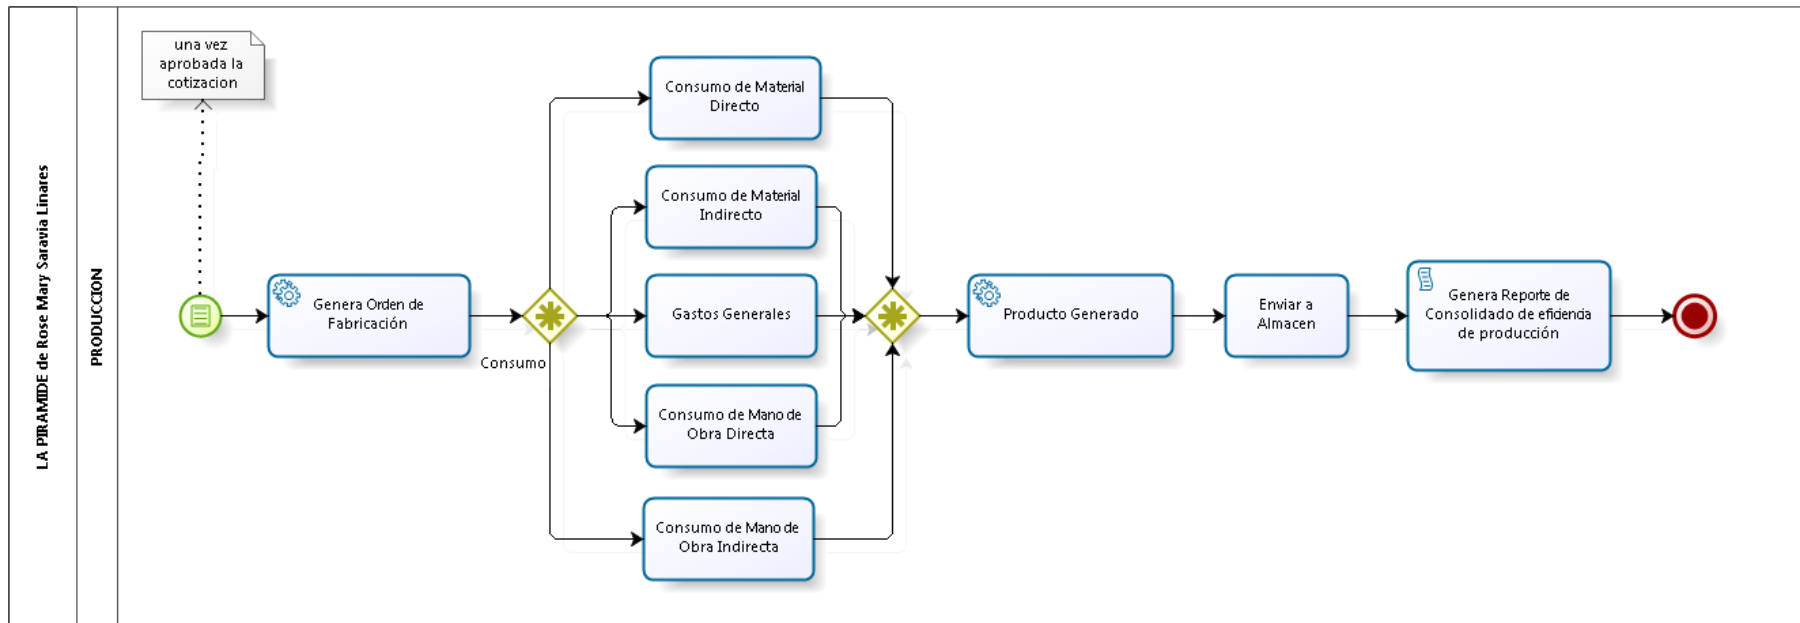 LA PIRAMIDE de Rose Mary Saravia Linares
PRODUCCION
una vez
aprobada la
cotizacion
Genera Orden de
Fabricación
Consumo
Consumo de Material
Directo
Consumo de Material
Indirecto
Gastos Generales
Consumo de Mano de
Obra Directa
Consumo de Mano de
Obra Indirecta
Producto Generado
Enviar a
Almacen
Genera Reporte de
Consolidado de eficiencia
de producción